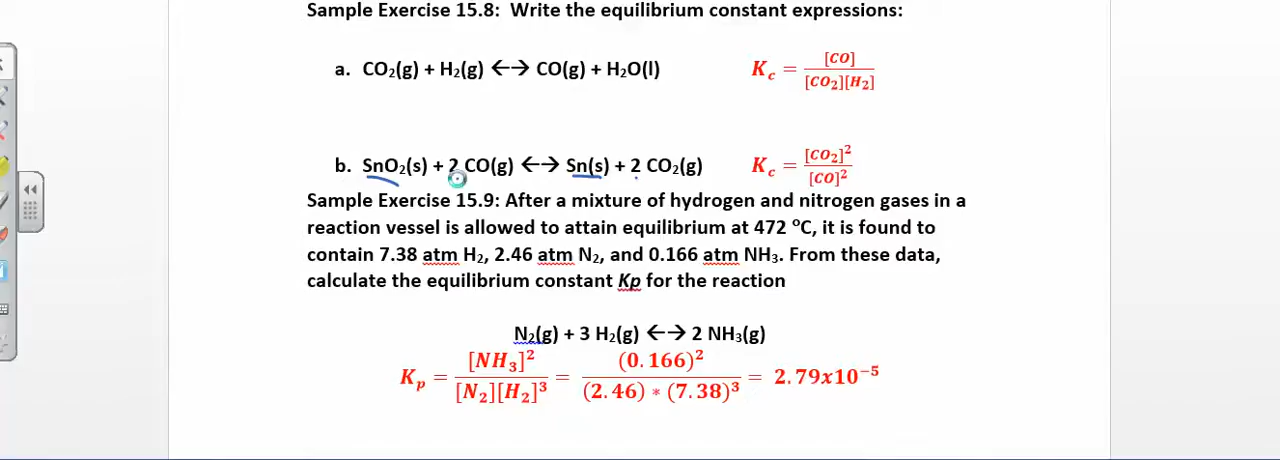 Sample Exercise 15.8: Write the equilibrium constant expressions:
a. CO₂(g) + H₂(g) ←→ CO(g) + H₂O(l) K_c = [CO] / [CO₂][H₂]
b. SnO₂(s) + 2 CO(g) ←→ Sn(s) + 2 CO₂(g) K_c = [CO₂]² / [CO]²
Sample Exercise 15.9: After a mixture of hydrogen and nitrogen gases in a
reaction vessel is allowed to attain equilibrium at 472 °C, it is found to
contain 7.38 atm H₂, 2.46 atm N₂, and 0.166 atm NH₃. From these data,
calculate the equilibrium constant Kp for the reaction
N₂(g) + 3 H₂(g) ←→ 2 NH₃(g)
K_p = [NH₃]² / [N₂][H₂]³ = (0.166)² / (2.46) * (7.38)³ = 2.79x10⁻⁵